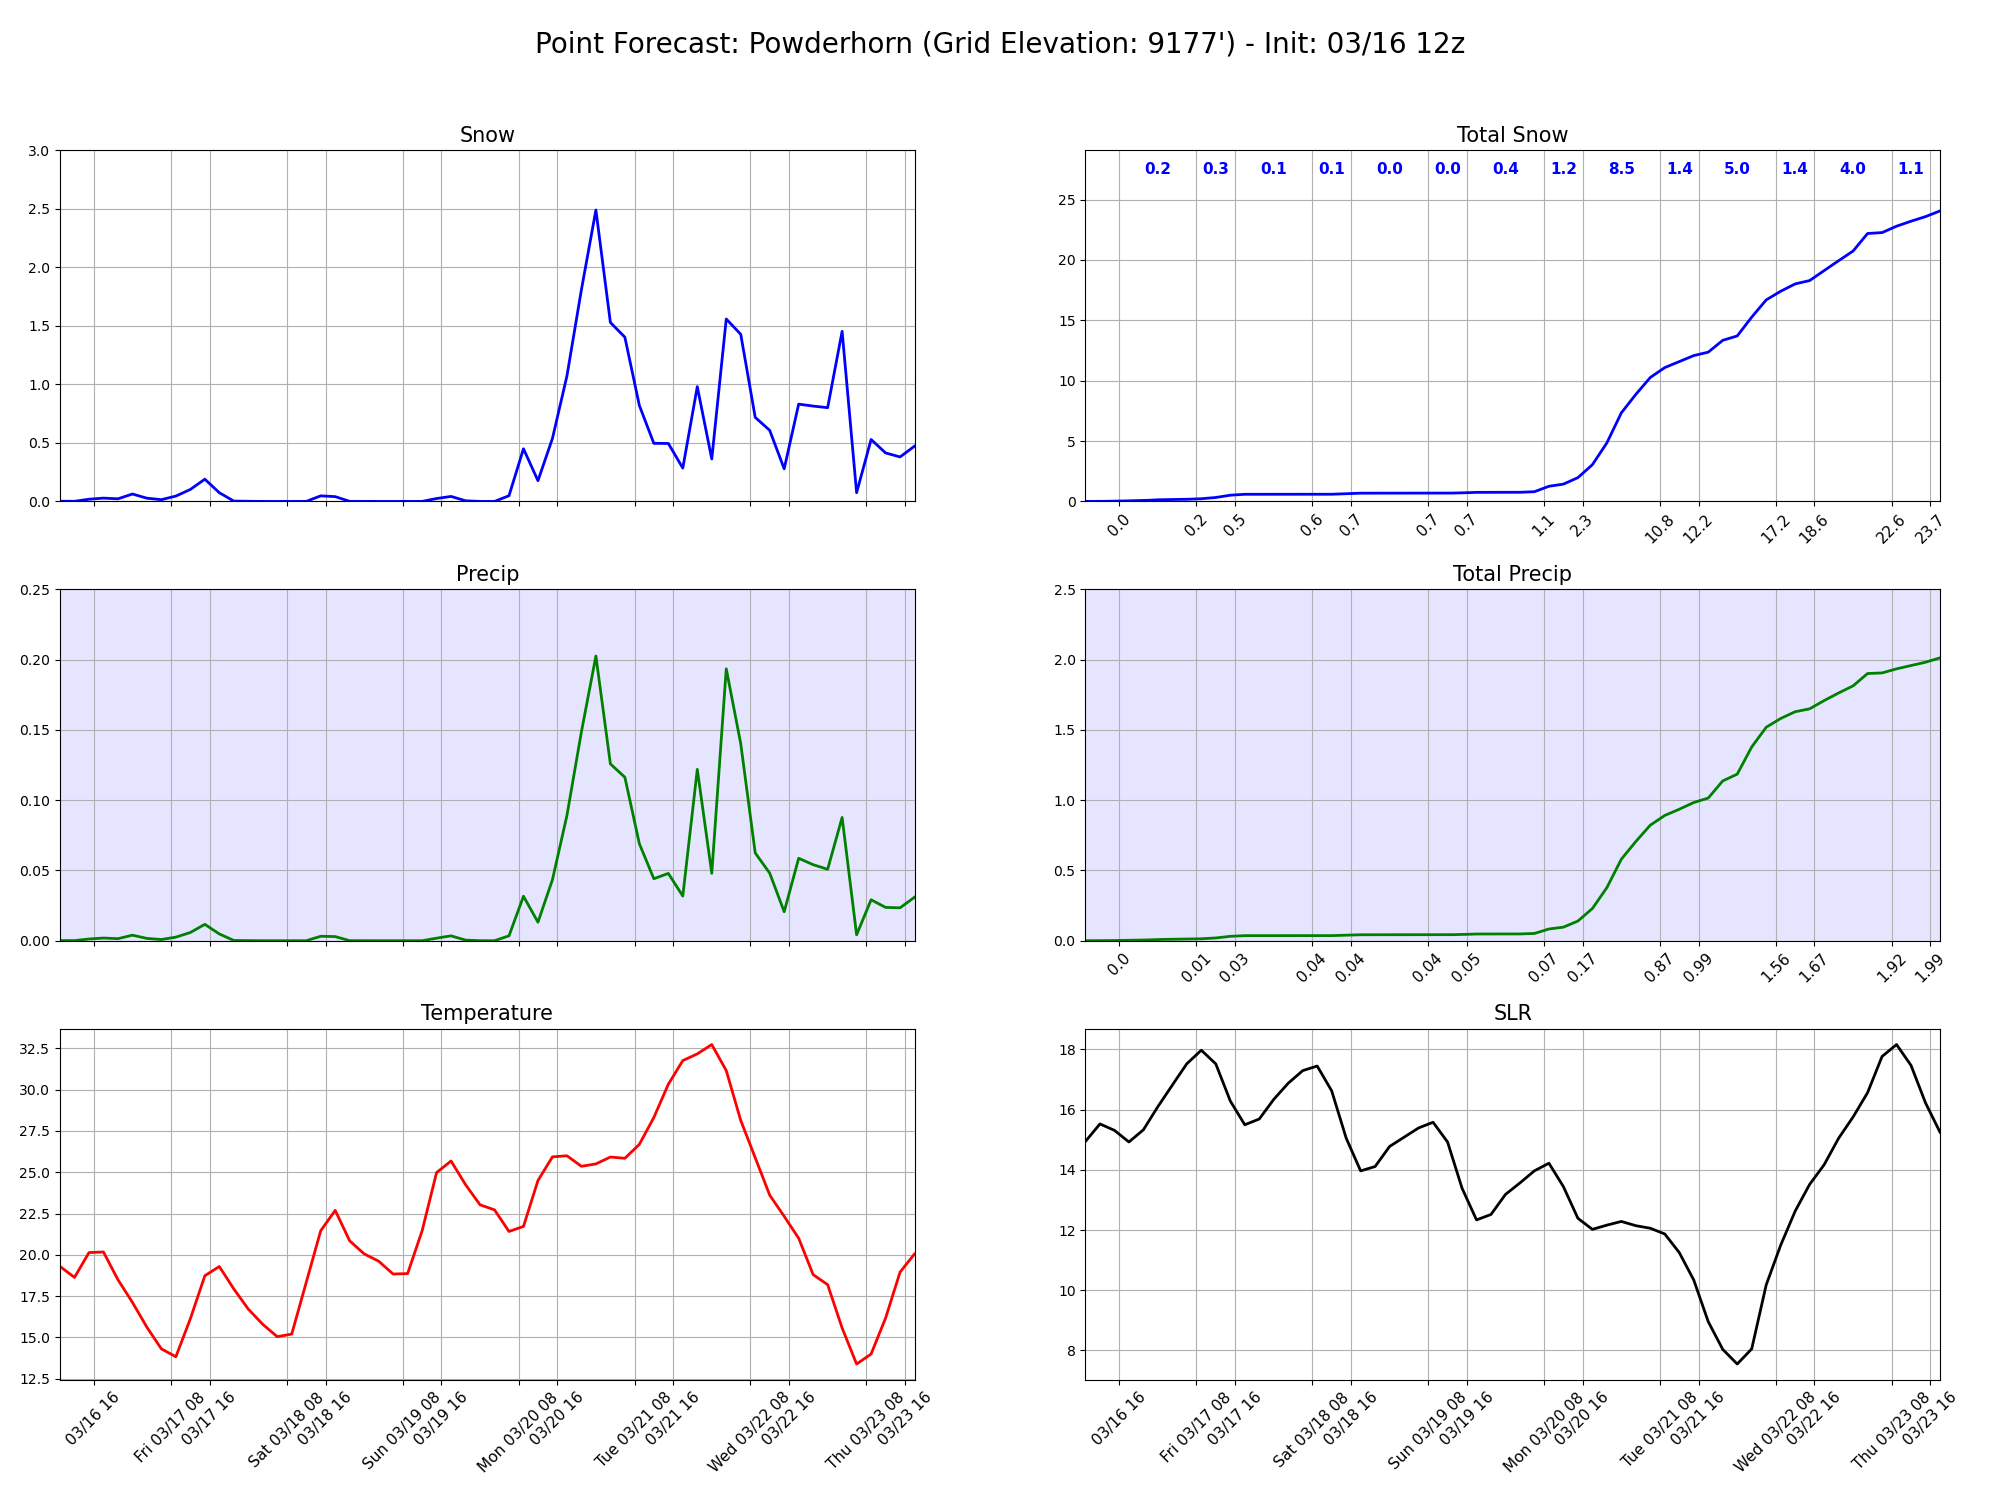 Point Forecast: Powderhorn (Grid Elevation: 9177') - Init: 03/16 12z
Snow
3.0
2.5
2.0
1.5
1.0
0.5
0.0
Total Snow
0.2 0.3 0.1 0.1 0.0 0.0 0.4 1.2 8.5 1.4 5.0 1.4 4.0 1.1
25
20
15
10
5
0
0.0 0.2 0.5 0.6 0.7 0.7 0.7 1.1 2.3 10.8 12.2 17.2 18.6 22.6 23.7
Precip
0.25
0.20
0.15
0.10
0.05
0.00
Total Precip
2.5
2.0
1.5
1.0
0.5
0.0
0.0 0.01 0.03 0.04 0.04 0.04 0.05 0.07 0.17 0.87 0.99 1.56 1.67 1.92 1.99
Temperature
32.5
30.0
27.5
25.0
22.5
20.0
17.5
15.0
12.5
03/16 16
Fri 03/17 08
03/17 16
Sat 03/18 08
03/18 16
Sun 03/19 08
03/19 16
Mon 03/20 08
03/20 16
Tue 03/21 08
03/21 16
Wed 03/22 08
03/22 16
Thu 03/23 08
03/23 16
SLR
18
16
14
12
10
8
03/16 16
Fri 03/17 08
03/17 16
Sat 03/18 08
03/18 16
Sun 03/19 08
03/19 16
Mon 03/20 08
03/20 16
Tue 03/21 08
03/21 16
Wed 03/22 08
03/22 16
Thu 03/23 08
03/23 16